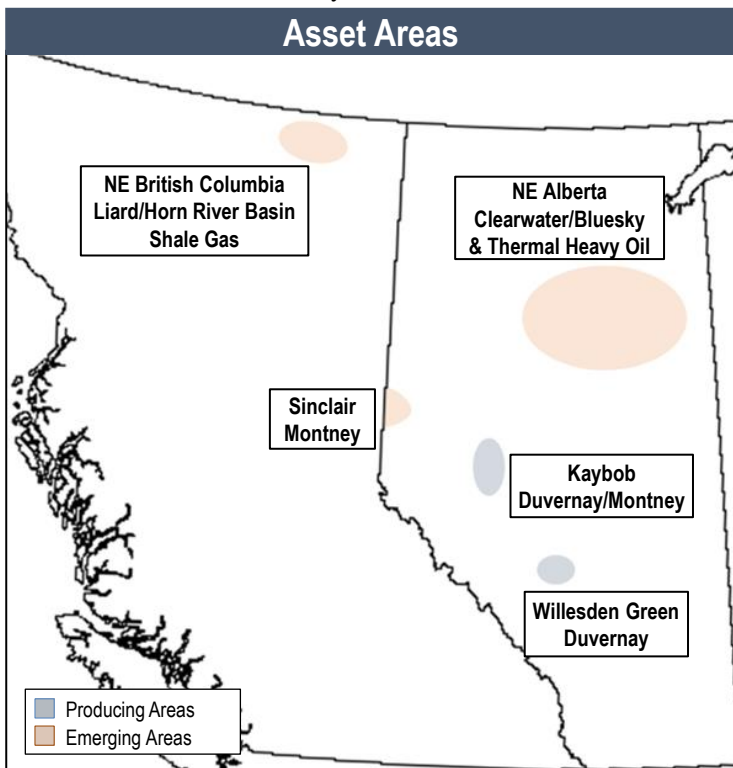 Asset Areas
NE British Columbia
Liard/Horn River Basin
Shale Gas
NE Alberta
Clearwater/Bluesky
& Thermal Heavy Oil
Sinclair
Montney
Kaybob
Duvernay/Montney
Willesden Green
Duvernay
Producing Areas
Emerging Areas